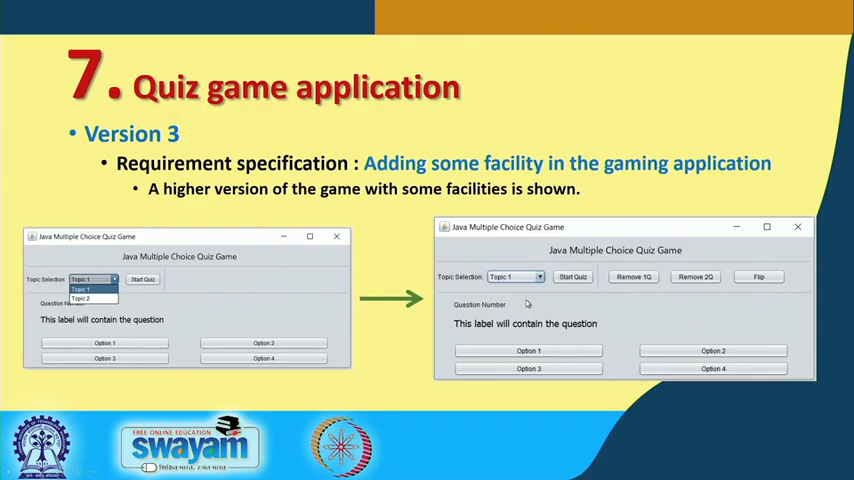 7. Quiz game application
• Version 3
• Requirement specification : Adding some facility in the gaming application
• A higher version of the game with some facilities is shown.
Java Multiple Choice Quiz Game
Java Multiple Choice Quiz Game
Topic Selection: Topic 1 Start Quiz
Topic 1
Topic 2
Question Num
This label will contain the question
Option 1 Option 2
Option 3 Option 4
Java Multiple Choice Quiz Game
Java Multiple Choice Quiz Game
Topic Selection: Topic 1 Start Quiz Remove 1Q Remove 2Q Flip
Question Number
This label will contain the question
Option 1 Option 2
Option 3 Option 4
FREE ONLINE EDUCATION
swayam